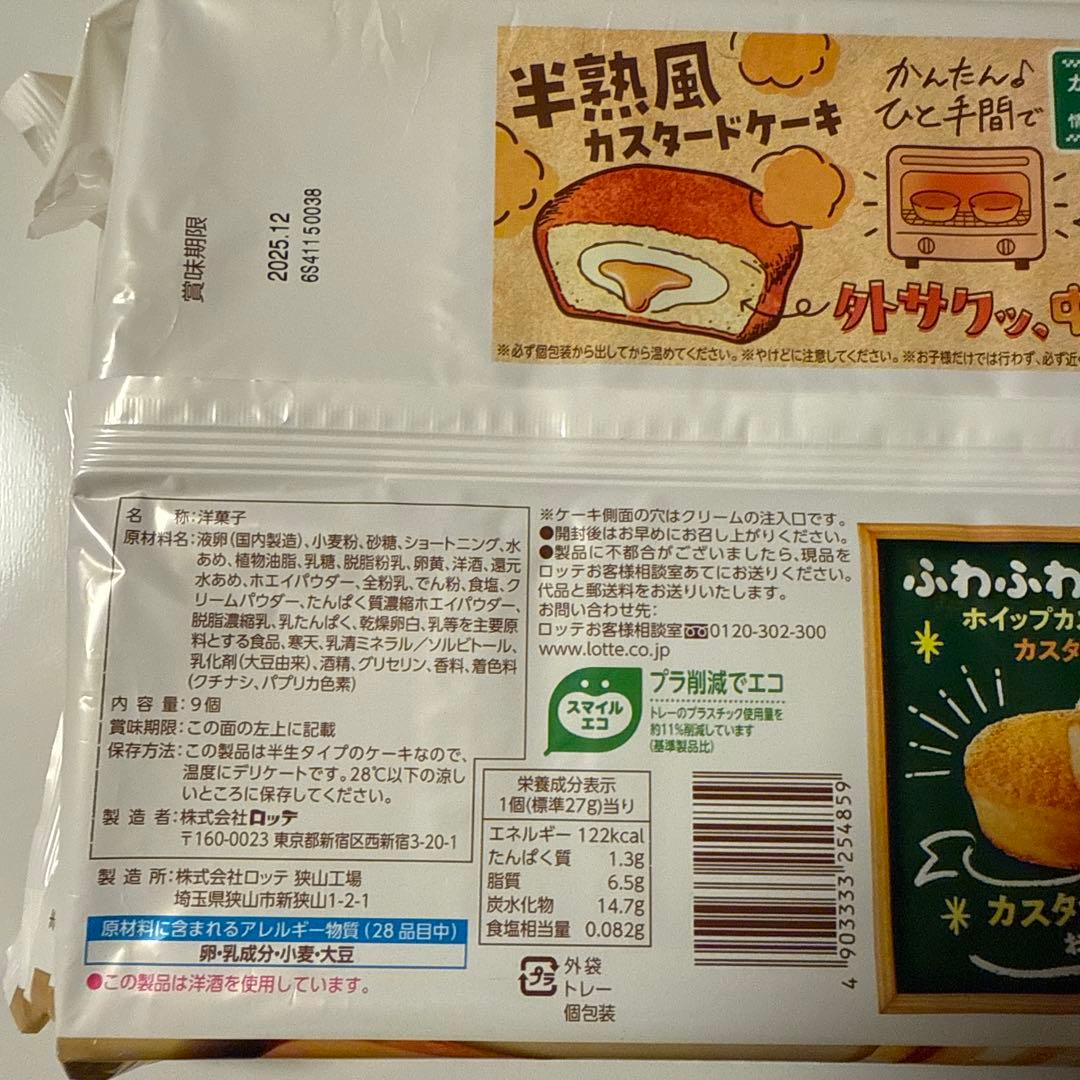 半熟風
カスタードケーキ
かんたん♪
ひと手間で
外サクッ、中
※必ず個包装から出してから温めてください。※やけどに注意してください。※お子様だけでは行わず、必ず近
賞味期限
2025.12
6S41150038
名　　称:洋菓子
原材料名:液卵(国内製造)、小麦粉、砂糖、ショートニング、水
あめ、植物油脂、乳糖、脱脂粉乳、卵黄、洋酒、還元
水あめ、ホエイパウダー、全粉乳、でん粉、食塩、ク
リームパウダー、たんぱく質濃縮ホエイパウダー、
脱脂濃縮乳、乳たんぱく、乾燥卵白、乳等を主要原
料とする食品、寒天、乳清ミネラル/ソルビトール、
乳化剤(大豆由来)、酒精、グリセリン、香料、着色料
(クチナシ、パプリカ色素)
内 容 量:9個
賞味期限:この面の左上に記載
保存方法:この製品は半生タイプのケーキなので、
温度にデリケートです。28℃以下の涼し
いところに保存してください。
製 造 者:株式会社ロッテ
〒160-0023 東京都新宿区西新宿3-20-1
製 造 所:株式会社ロッテ 狭山工場
埼玉県狭山市新狭山1-2-1
原材料に含まれるアレルギー物質(28品目中)
卵・乳成分・小麦・大豆
●この製品は洋酒を使用しています。
※ケーキ側面の穴はクリームの注入口です。
●開封後はお早めにお召し上がりください。
●製品に不都合がございましたら、現品を
ロッテお客様相談室あてにお送りください。
代品と郵送料をお送りいたします。
お問い合わせ先:
ロッテお客様相談室 0120-302-300
www.lotte.co.jp
スマイル
エコ
プラ削減でエコ
トレーのプラスチック使用量を
約11%削減しています
(基準製品比)
栄養成分表示
1個(標準27g)当り
エネルギー 122kcal
たんぱく質 1.3g
脂質 6.5g
炭水化物 14.7g
食塩相当量 0.082g
プラ
外袋
トレー
個包装
4 903333 254859
ふわふわ
ホイップカ
カスタ
カスタ